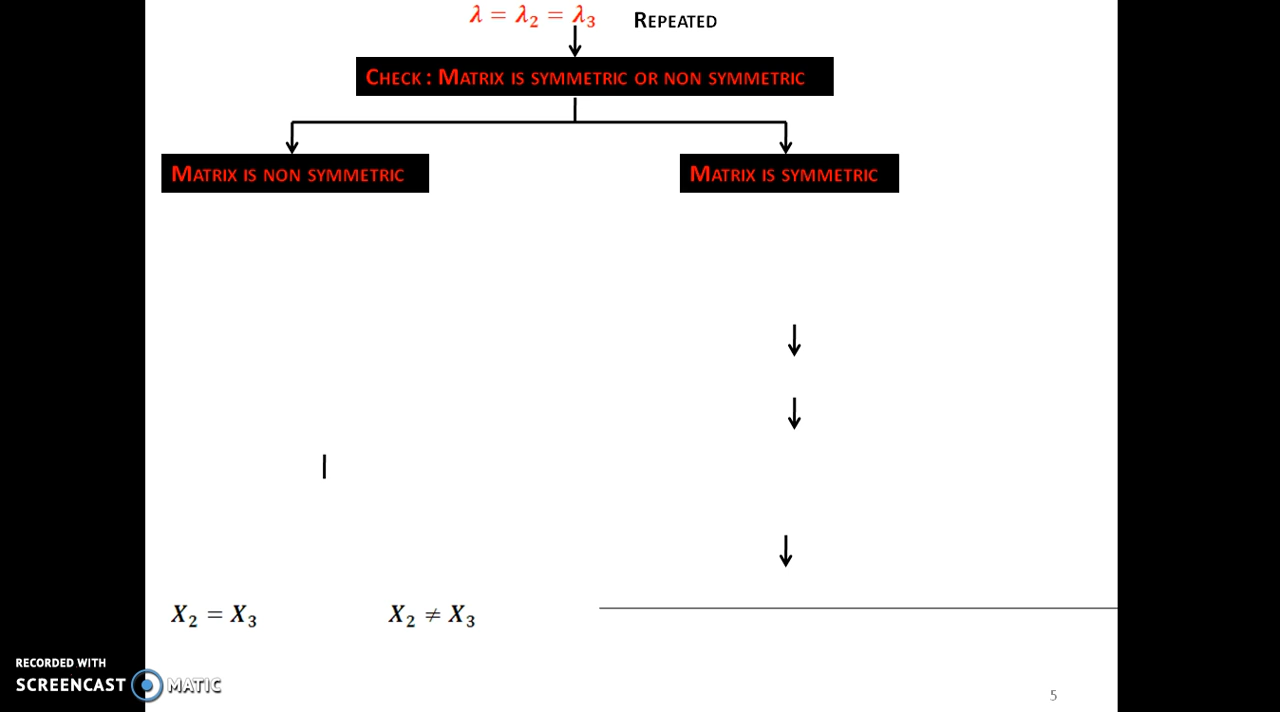 λ = λ₂ = λ₃ REPEATED
CHECK : MATRIX IS SYMMETRIC OR NON SYMMETRIC
MATRIX IS NON SYMMETRIC MATRIX IS SYMMETRIC
X₂ = X₃ X₂ ≠ X₃
RECORDED WITH
SCREENCAST MATIC
5